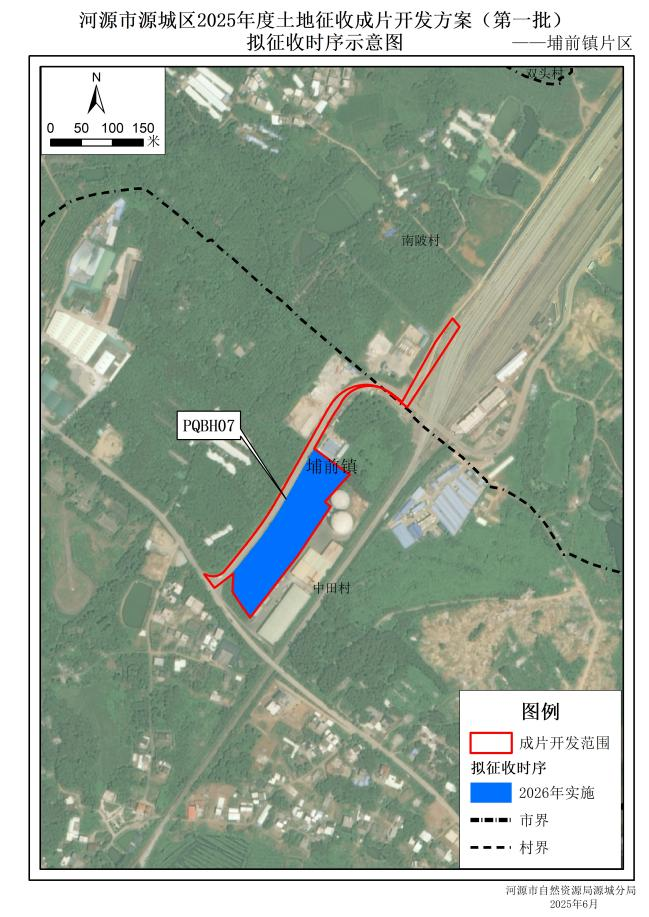 河源市源城区2025年度土地征收成片开发方案（第一批）
拟征收时序示意图
——埔前镇片区
N
0 50 100 150
米
双头村
南陂村
PQBH07
埔前镇
中田村
图例
成片开发范围
拟征收时序
2026年实施
市界
村界
河源市自然资源局源城分局
2025年6月